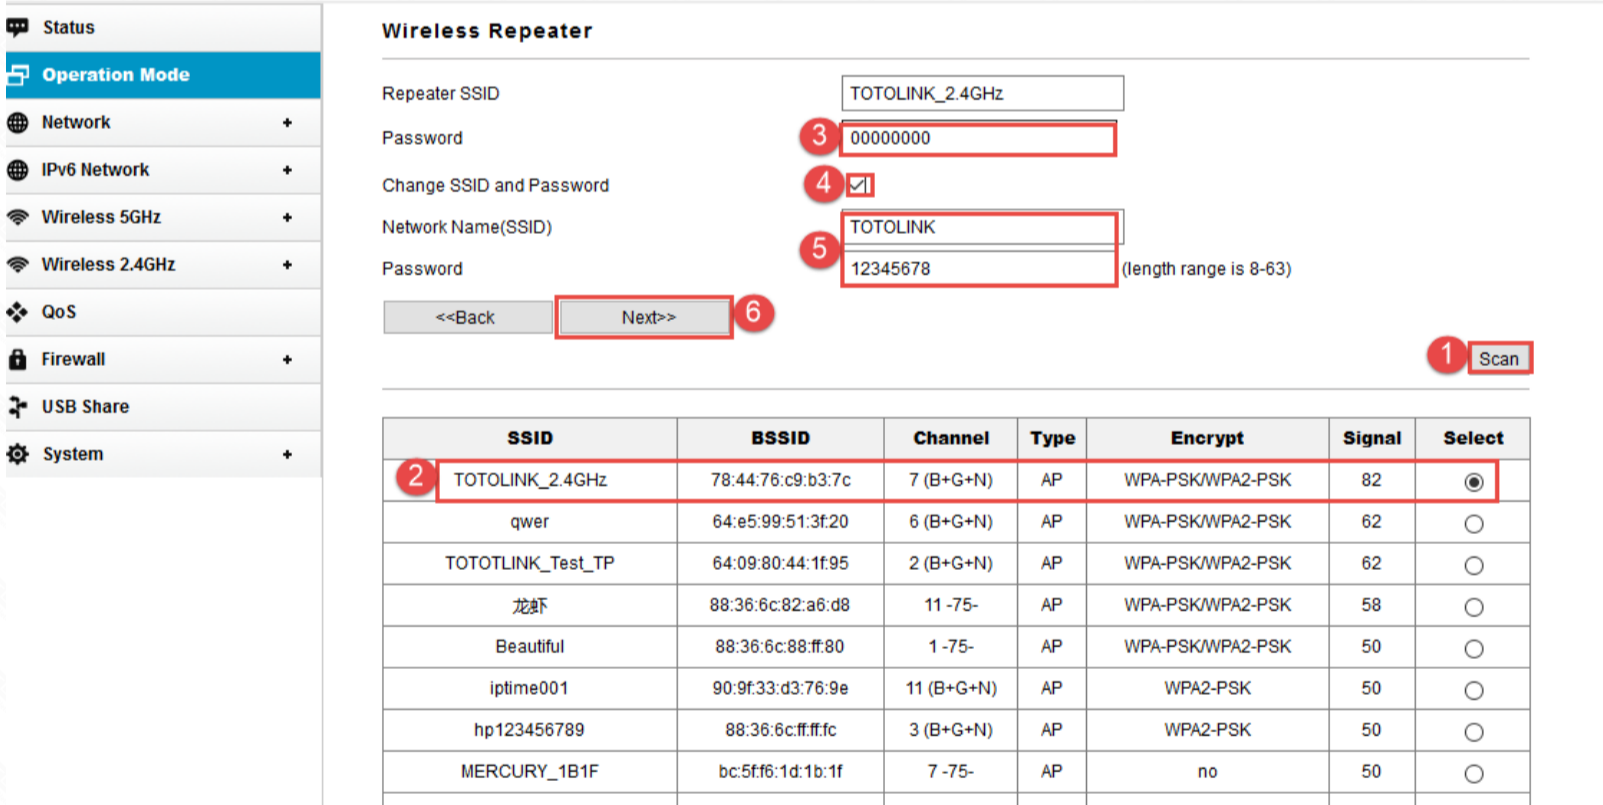 Status
Operation Mode
Network +
IPv6 Network +
Wireless 5GHz +
Wireless 2.4GHz +
QoS
Firewall +
USB Share
System +
Wireless Repeater
Repeater SSID TOTOLINK_2.4GHz
Password 3 00000000
Change SSID and Password 4
Network Name(SSID) TOTOLINK
5
Password 12345678 (length range is 8-63)
<<Back Next>> 6
1 Scan
SSID BSSID Channel Type Encrypt Signal Select
2 TOTOLINK_2.4GHz 78:44:76:c9:b3:7c 7 (B+G+N) AP WPA-PSK/WPA2-PSK 82
qwer 64:e5:99:51:3f:20 6 (B+G+N) AP WPA-PSK/WPA2-PSK 62
TOTOTLINK_Test_TP 64:09:80:44:1f:95 2 (B+G+N) AP WPA-PSK/WPA2-PSK 62
龙虾 88:36:6c:82:a6:d8 11 -75- AP WPA-PSK/WPA2-PSK 58
Beautiful 88:36:6c:88:ff:80 1 -75- AP WPA-PSK/WPA2-PSK 50
iptime001 90:9f:33:d3:76:9e 11 (B+G+N) AP WPA2-PSK 50
hp123456789 88:36:6c:ff:ff:fc 3 (B+G+N) AP WPA2-PSK 50
MERCURY_1B1F bc:5f:f6:1d:1b:1f 7 -75- AP no 50